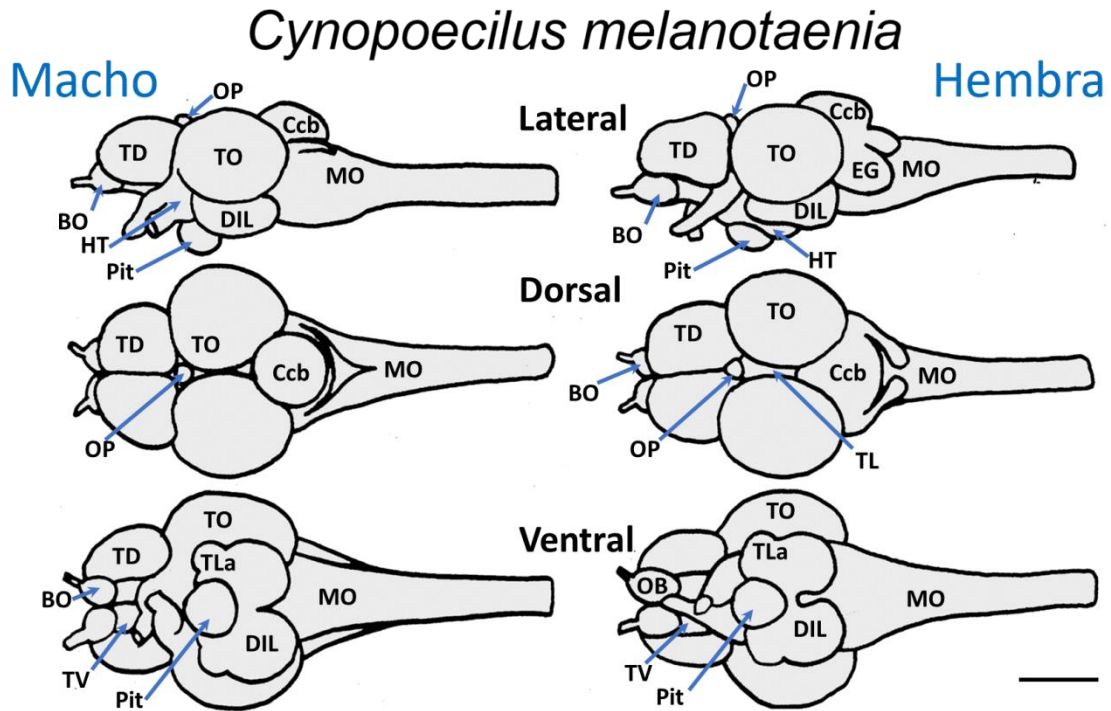 Cynopoecilus melanotaenia
Macho
Hembra
Lateral
OP
Ccb
TD
TO
MO
BO
HT
DIL
Pit
OP
Ccb
TD
TO
EG
MO
BO
DIL
HT
Pit
Dorsal
TD
TO
Ccb
MO
OP
TO
TD
Ccb
MO
BO
OP
TL
Ventral
TO
TD
TLa
BO
MO
DIL
TV
Pit
TO
TLa
OB
MO
DIL
TV
Pit